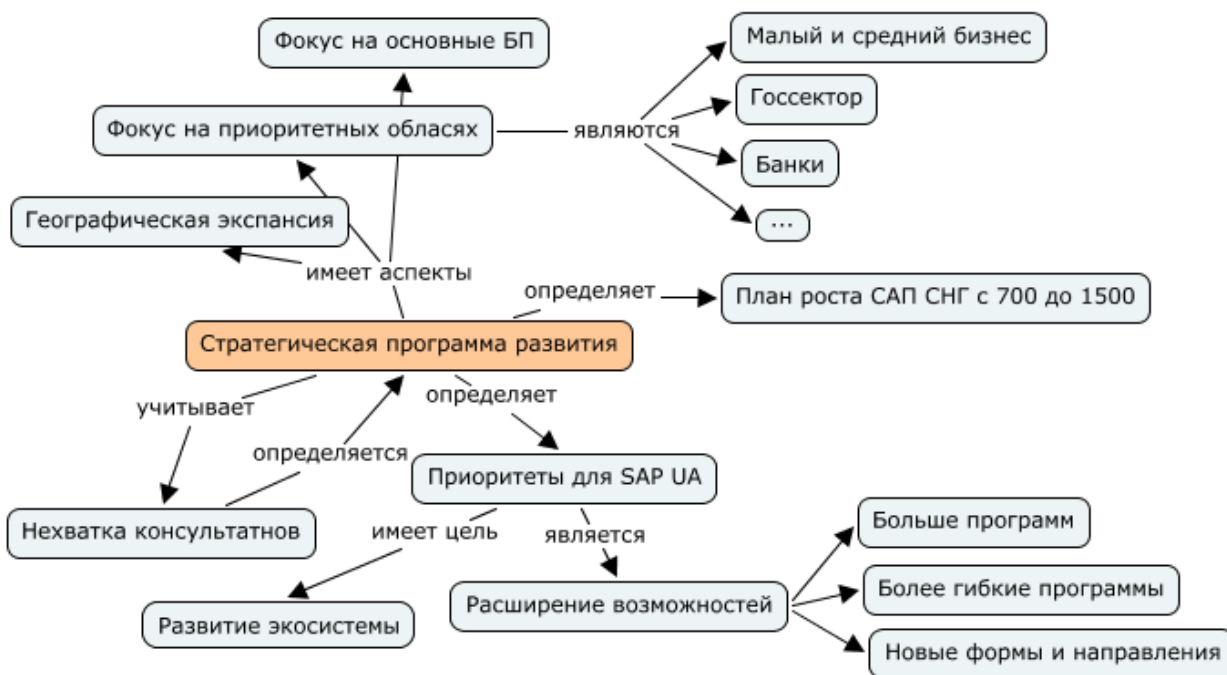 Фокус на основные БП
Малый и средний бизнес
Госсектор
Фокус на приоритетных обласях
являются
Банки
Географическая экспансия
...
имеет аспекты
определяет
План роста САП СНГ с 700 до 1500
Стратегическая программа развития
учитывает
определяет
определяется
Приоритеты для SAP UA
Нехватка консультатнов
имеет цель
является
Больше программ
Более гибкие программы
Расширение возможностей
Развитие экосистемы
Новые формы и направления